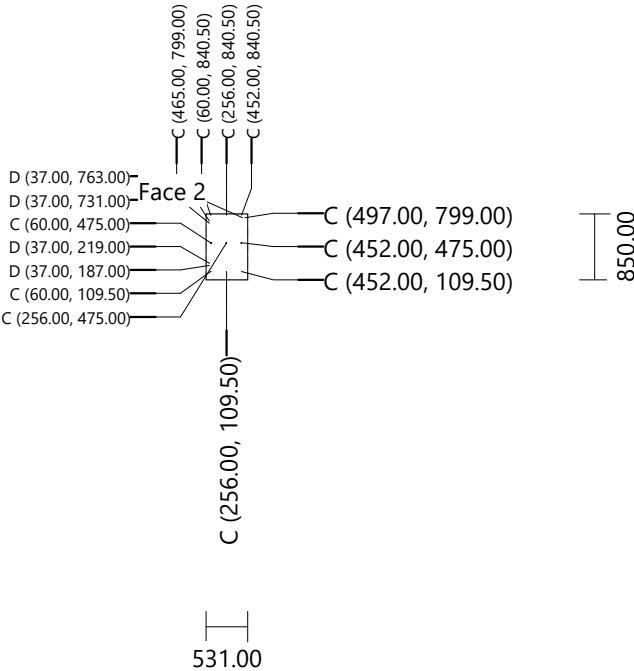 C (465.00, 799.00)
C (60.00, 840.50)
C (256.00, 840.50)
C (452.00, 840.50)
D (37.00, 763.00)
Face 2
D (37.00, 731.00)
C (60.00, 475.00)
D (37.00, 219.00)
D (37.00, 187.00)
C (60.00, 109.50)
C (256.00, 475.00)
C (497.00, 799.00)
C (452.00, 475.00)
C (452.00, 109.50)
850.00
C (256.00, 109.50)
531.00